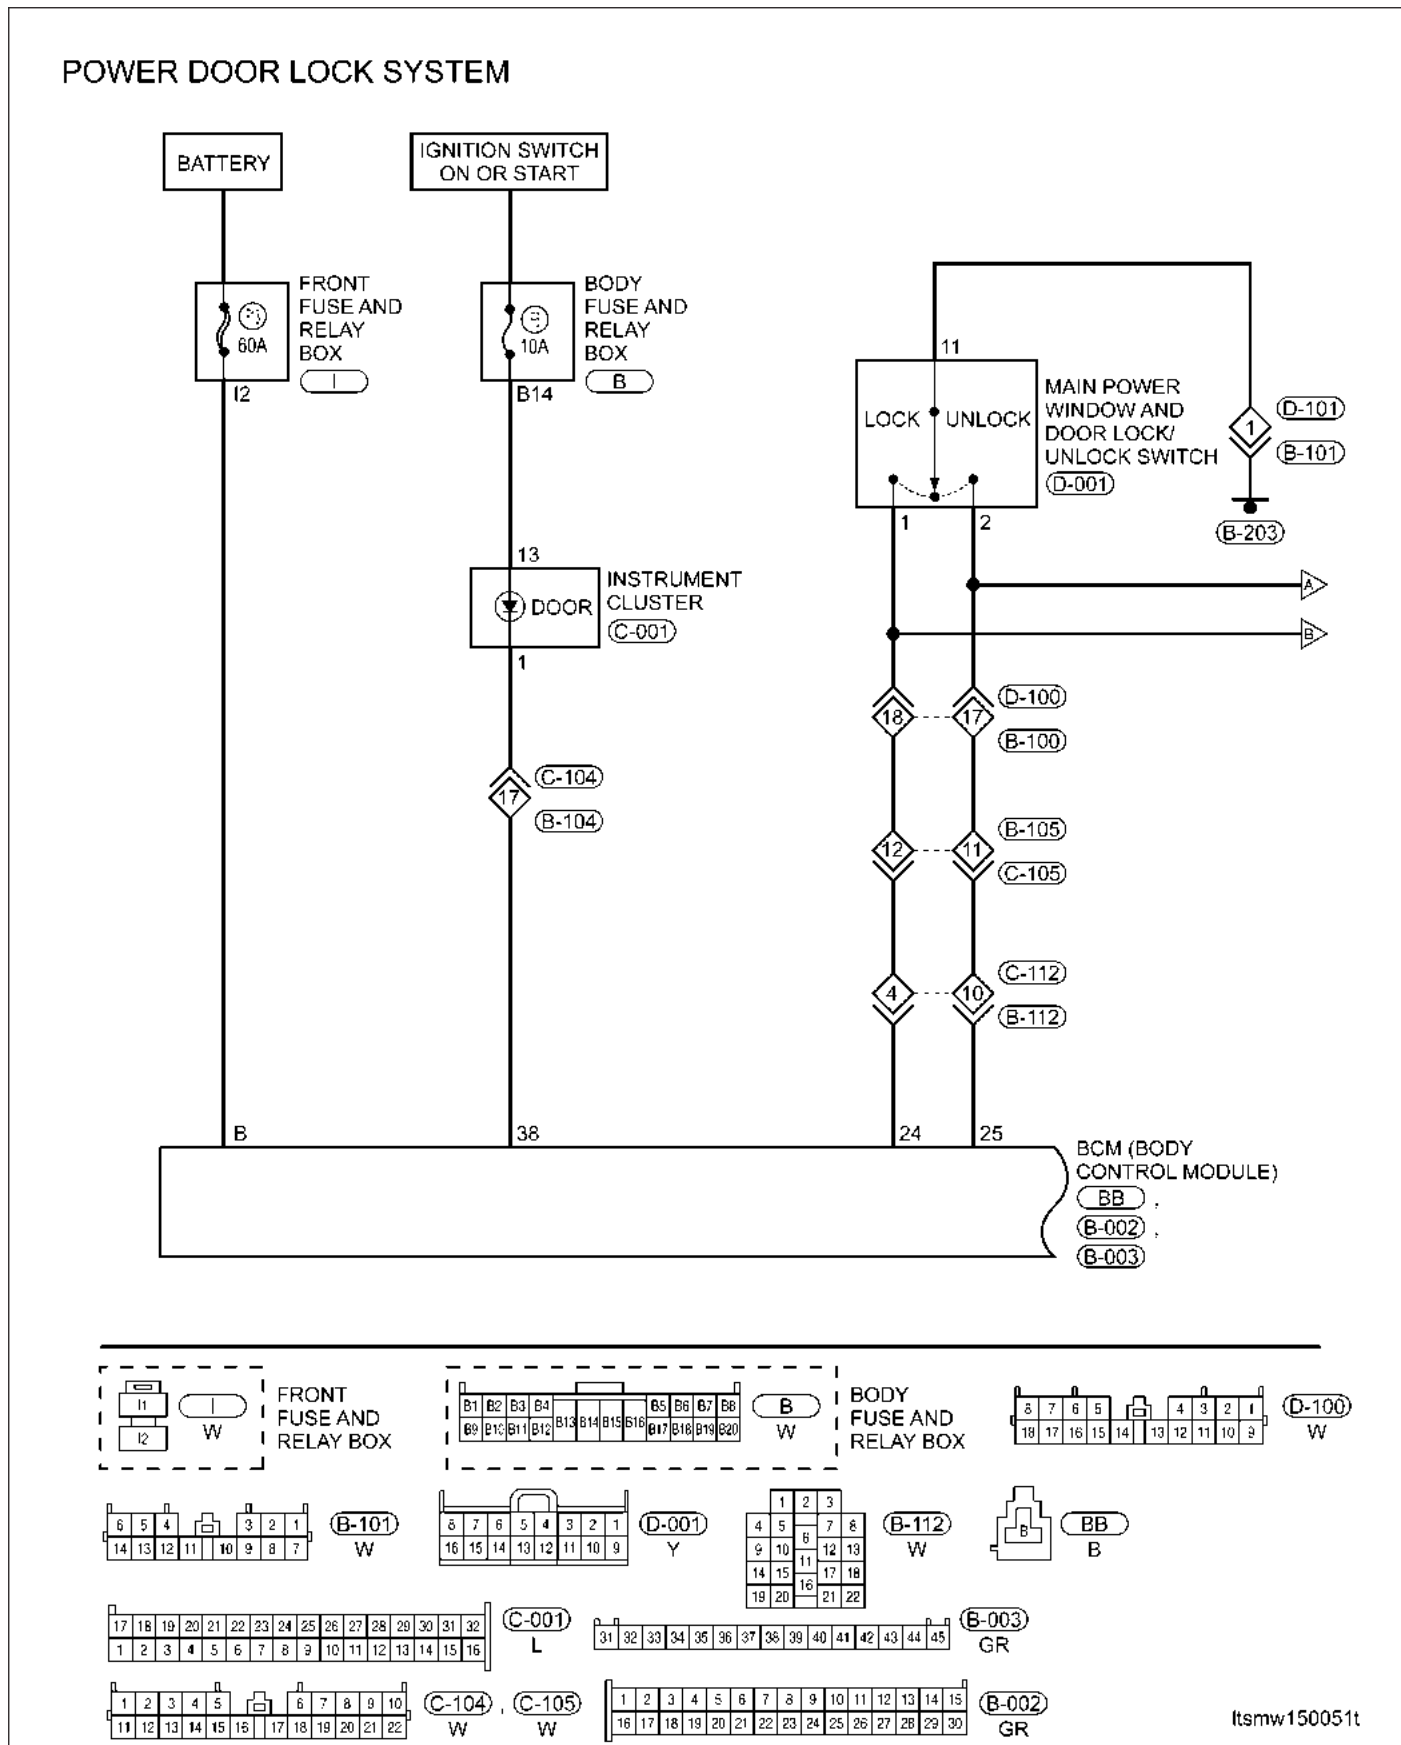 POWER DOOR LOCK SYSTEM
BATTERY
IGNITION SWITCH
ON OR START
FRONT
FUSE AND
RELAY
BOX
I
60A
I2
BODY
FUSE AND
RELAY
BOX
B
10A
B14
11
LOCK UNLOCK
MAIN POWER
WINDOW AND
DOOR LOCK/
UNLOCK SWITCH
D-001
1 2
1
D-101
B-101
B-203
A
B
13
DOOR
INSTRUMENT
CLUSTER
C-001
1
17
C-104
B-104
18 17
D-100
B-100
12 11
B-105
C-105
4 10
C-112
B-112
B 38 24 25
BCM (BODY
CONTROL MODULE)
BB ,
B-002 ,
B-003
I1
I2
I
W
FRONT
FUSE AND
RELAY BOX
B1 B2 B3 B4 B5 B6 B7 B8
B13 B14 B15 B16
B9 B10 B11 B12 B17 B18 B19 B20
B
W
BODY
FUSE AND
RELAY BOX
8 7 6 5 4 3 2 1
18 17 16 15 14 13 12 11 10 9
D-100
W
6 5 4 3 2 1
14 13 12 11 10 9 8 7
B-101
W
8 7 6 5 4 3 2 1
16 15 14 13 12 11 10 9
D-001
Y
1 2 3
4 5 6 7 8
9 10 11 12 13
14 15 16 17 18
19 20 21 22
B-112
W
B
BB
B
17 18 19 20 21 22 23 24 25 26 27 28 29 30 31 32
1 2 3 4 5 6 7 8 9 10 11 12 13 14 15 16
C-001
L
31 32 33 34 35 36 37 38 39 40 41 42 43 44 45
B-003
GR
1 2 3 4 5 6 7 8 9 10
11 12 13 14 15 16 17 18 19 20 21 22
C-104 , C-105
W W
1 2 3 4 5 6 7 8 9 10 11 12 13 14 15
16 17 18 19 20 21 22 23 24 25 26 27 28 29 30
B-002
GR
ltsmw150051t